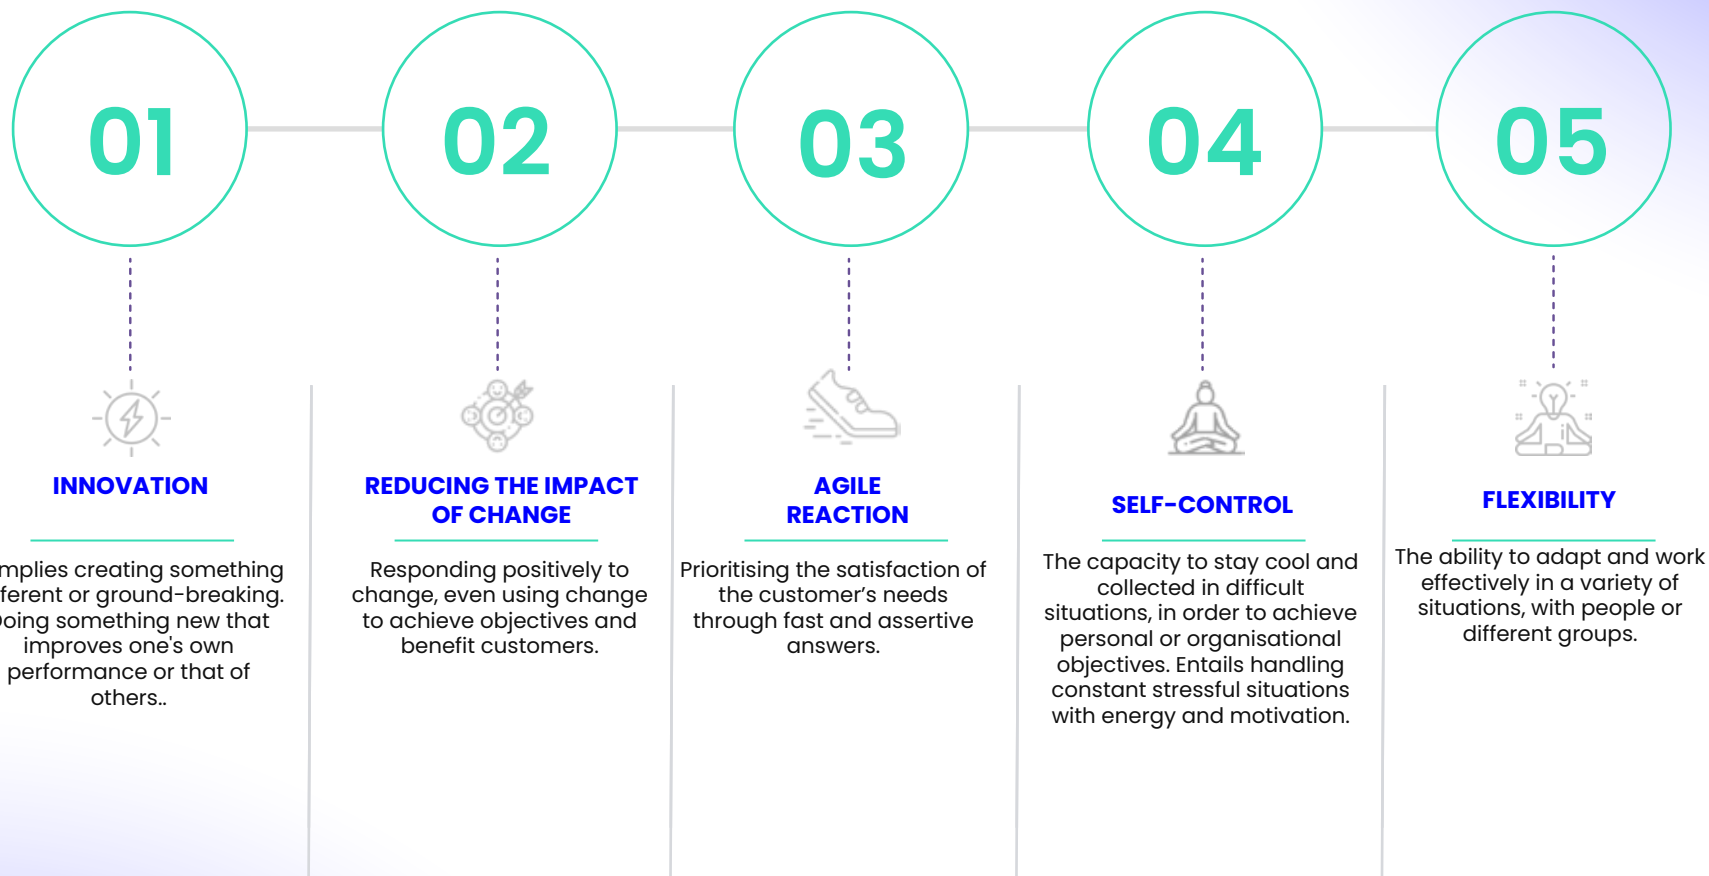 01
02
03
04
05
INNOVATION
mplies creating something
ferent or ground-breaking.
oing something new that
improves one's own
performance or that of
others..
REDUCING THE IMPACT
OF CHANGE
Responding positively to
change, even using change
to achieve objectives and
benefit customers.
AGILE
REACTION
Prioritising the satisfaction of
the customer’s needs
through fast and assertive
answers.
SELF-CONTROL
The capacity to stay cool and
collected in difficult
situations, in order to achieve
personal or organisational
objectives. Entails handling
constant stressful situations
with energy and motivation.
FLEXIBILITY
The ability to adapt and work
effectively in a variety of
situations, with people or
different groups.